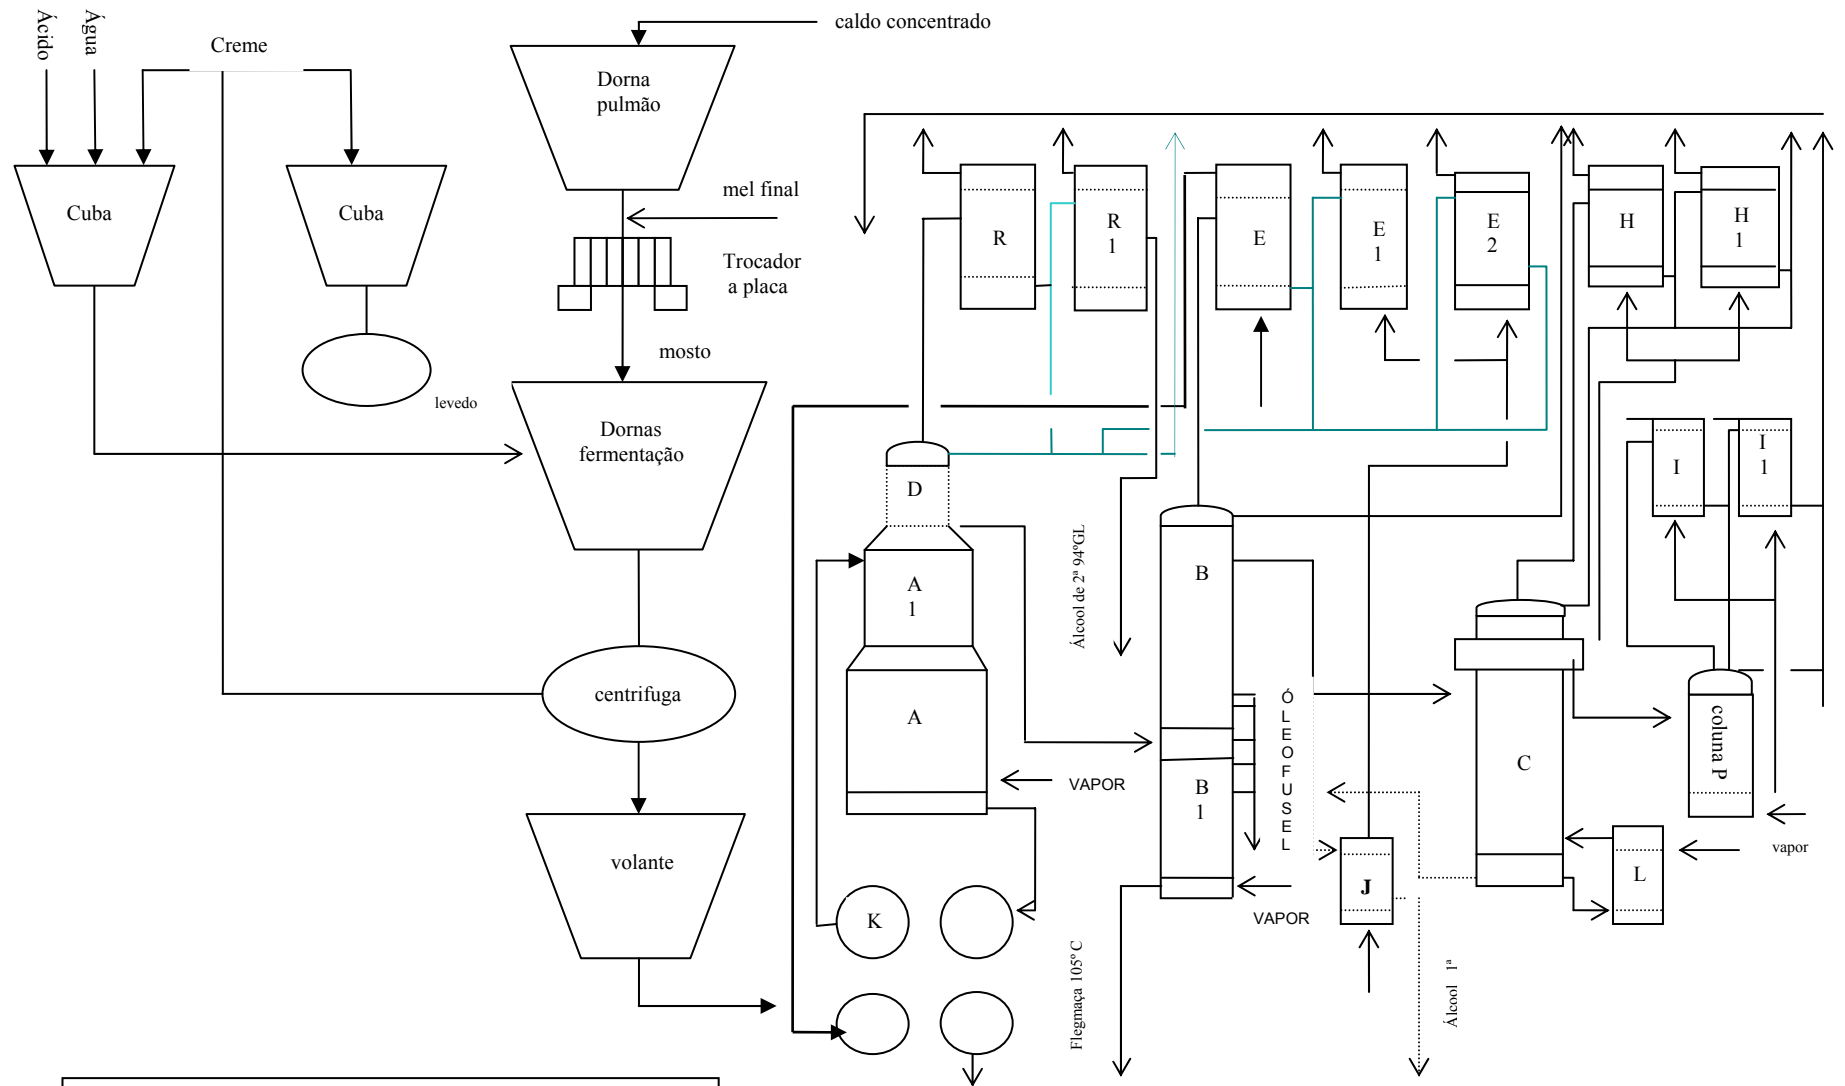 Ácido
Água
Creme
caldo concentrado
Dorna
pulmão
mel final
Cuba
Cuba
Trocador
a placa
mosto
levedo
Dornas
fermentação
centrifuga
volante
R
R
1
E
E
1
E
2
H
H
1
I
I
1
D
A
1
A
VAPOR
K
Álcool de 2ª 94ºGL
Flegmaça 105º C
B
B
1
ÓLEOFUSEL
VAPOR
J
Álcool 1ª
C
coluna P
L
vapor